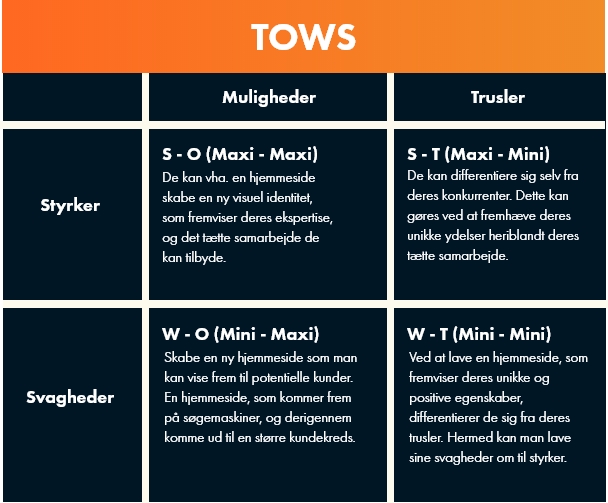 TOWS
Muligheder
Trusler
Styrker
S - O (Maxi - Maxi)
De kan vha. en hjemmeside
skabe en ny visuel identitet,
som fremviser deres ekspertise,
og det tætte samarbejde de
kan tilbyde.
S - T (Maxi - Mini)
De kan differentiere sig selv fra
deres konkurrenter. Dette kan
gøres ved at fremhæve deres
unikke ydelser heriblandt deres
tætte samarbejde.
Svagheder
W - O (Mini - Maxi)
Skabe en ny hjemmeside som man
kan vise frem til potentielle kunder.
En hjemmeside, som kommer frem
på søgemaskiner, og derigennem
komme ud til en større kundekreds.
W - T (Mini - Mini)
Ved at lave en hjemmeside, som
fremviser deres unikke og
positive egenskaber,
differentierer de sig fra deres
trusler. Hermed kan man lave
sine svagheder om til styrker.